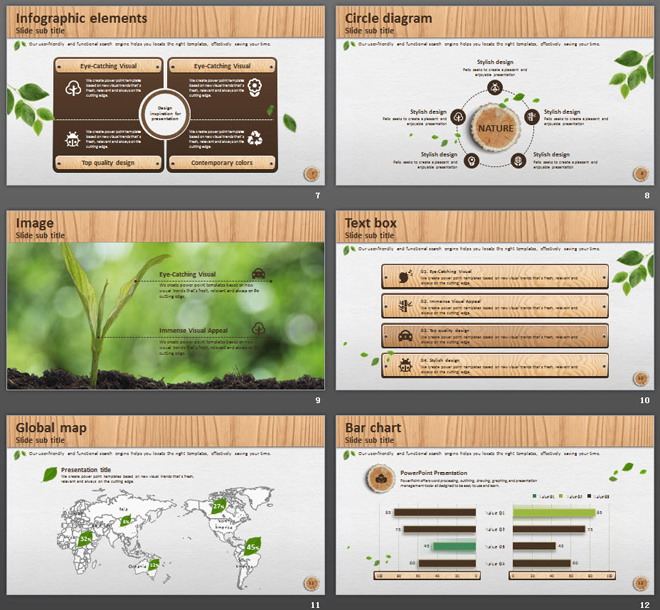 Infographic elements
Slide sub title
Our user-friendly and functional search engine helps you locate the right templates, effectively saving your time.
Eye-Catching Visual
Eye-Catching Visual
We create power point templates
based on new visual trends that's
fresh, relevant and always on the
cutting edge.
We create power point templates
based on new visual trends that's
fresh, relevant and always on the
cutting edge.
Design
inspiration for
presentation
We create power point templates
based on new visual trends that's
fresh, relevant and always on the
cutting edge.
We create power point templates
based on new visual trends that's
fresh, relevant and always on the
cutting edge.
Top quality design
Contemporary colors
7
Circle diagram
Slide sub title
Our user-friendly and functional search engine helps you locate the right templates, effectively saving your time.
Stylish design
Pello seeks to create a pleasant and
enjoyable presentation
Stylish design
Pello seeks to create a pleasant and
enjoyable presentation
Stylish design
Pello seeks to create a pleasant and
enjoyable presentation
NATURE
Stylish design
Pello seeks to create a pleasant and
enjoyable presentation
Stylish design
Pello seeks to create a pleasant and
enjoyable presentation
8
Image
Slide sub title
Eye-Catching Visual
We create power point templates based on new
visual trends that's fresh, relevant and always on the
cutting edge.
Immense Visual Appeal
We create power point templates based on new
visual trends that's fresh, relevant and always on the
cutting edge.
9
Text box
Slide sub title
Our user-friendly and functional search engine helps you locate the right templates, effectively saving your time.
01. Eye-Catching Visual
We create power point templates based on new visual trends that's fresh, relevant and
always on the cutting edge.
02. Immense Visual Appeal
We create power point templates based on new visual trends that's fresh, relevant and
always on the cutting edge.
03. Top quality design
We create power point templates based on new visual trends that's fresh, relevant and
always on the cutting edge.
04. Stylish design
We create power point templates based on new visual trends that's fresh, relevant and
always on the cutting edge.
10
Global map
Slide sub title
Our user-friendly and functional search engine helps you locate the right templates, effectively saving your time.
Presentation title
We create power point templates based on new visual trends that's fresh,
relevant and always on the cutting edge.
27%
32%
45%
Oceania
11
Bar chart
Slide sub title
Our user-friendly and functional search engine helps you locate the right templates, effectively saving your time.
PowerPoint Presentation
PowerPoint offers word processing, outlining, drawing, graphing, and presentation
management tools all designed to be easy to use and learn.
Value 01
Value 02
Value 03
Value 01
Value 02
Value 03
Value 04
12